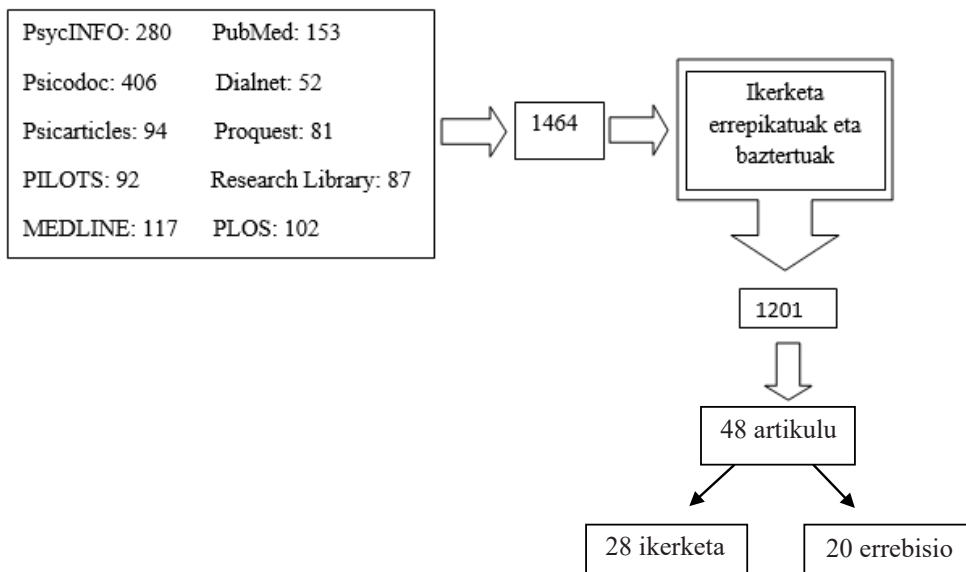 PsycINFO: 280 PubMed: 153
Psicodoc: 406 Dialnet: 52
Psicarticles: 94 Proquest: 81
PILOTS: 92 Research Library: 87
MEDLINE: 117 PLOS: 102
1464
Ikerketa
errepikatuak eta
baztertuak
1201
48 artikulu
28 ikerketa 20 errebisio